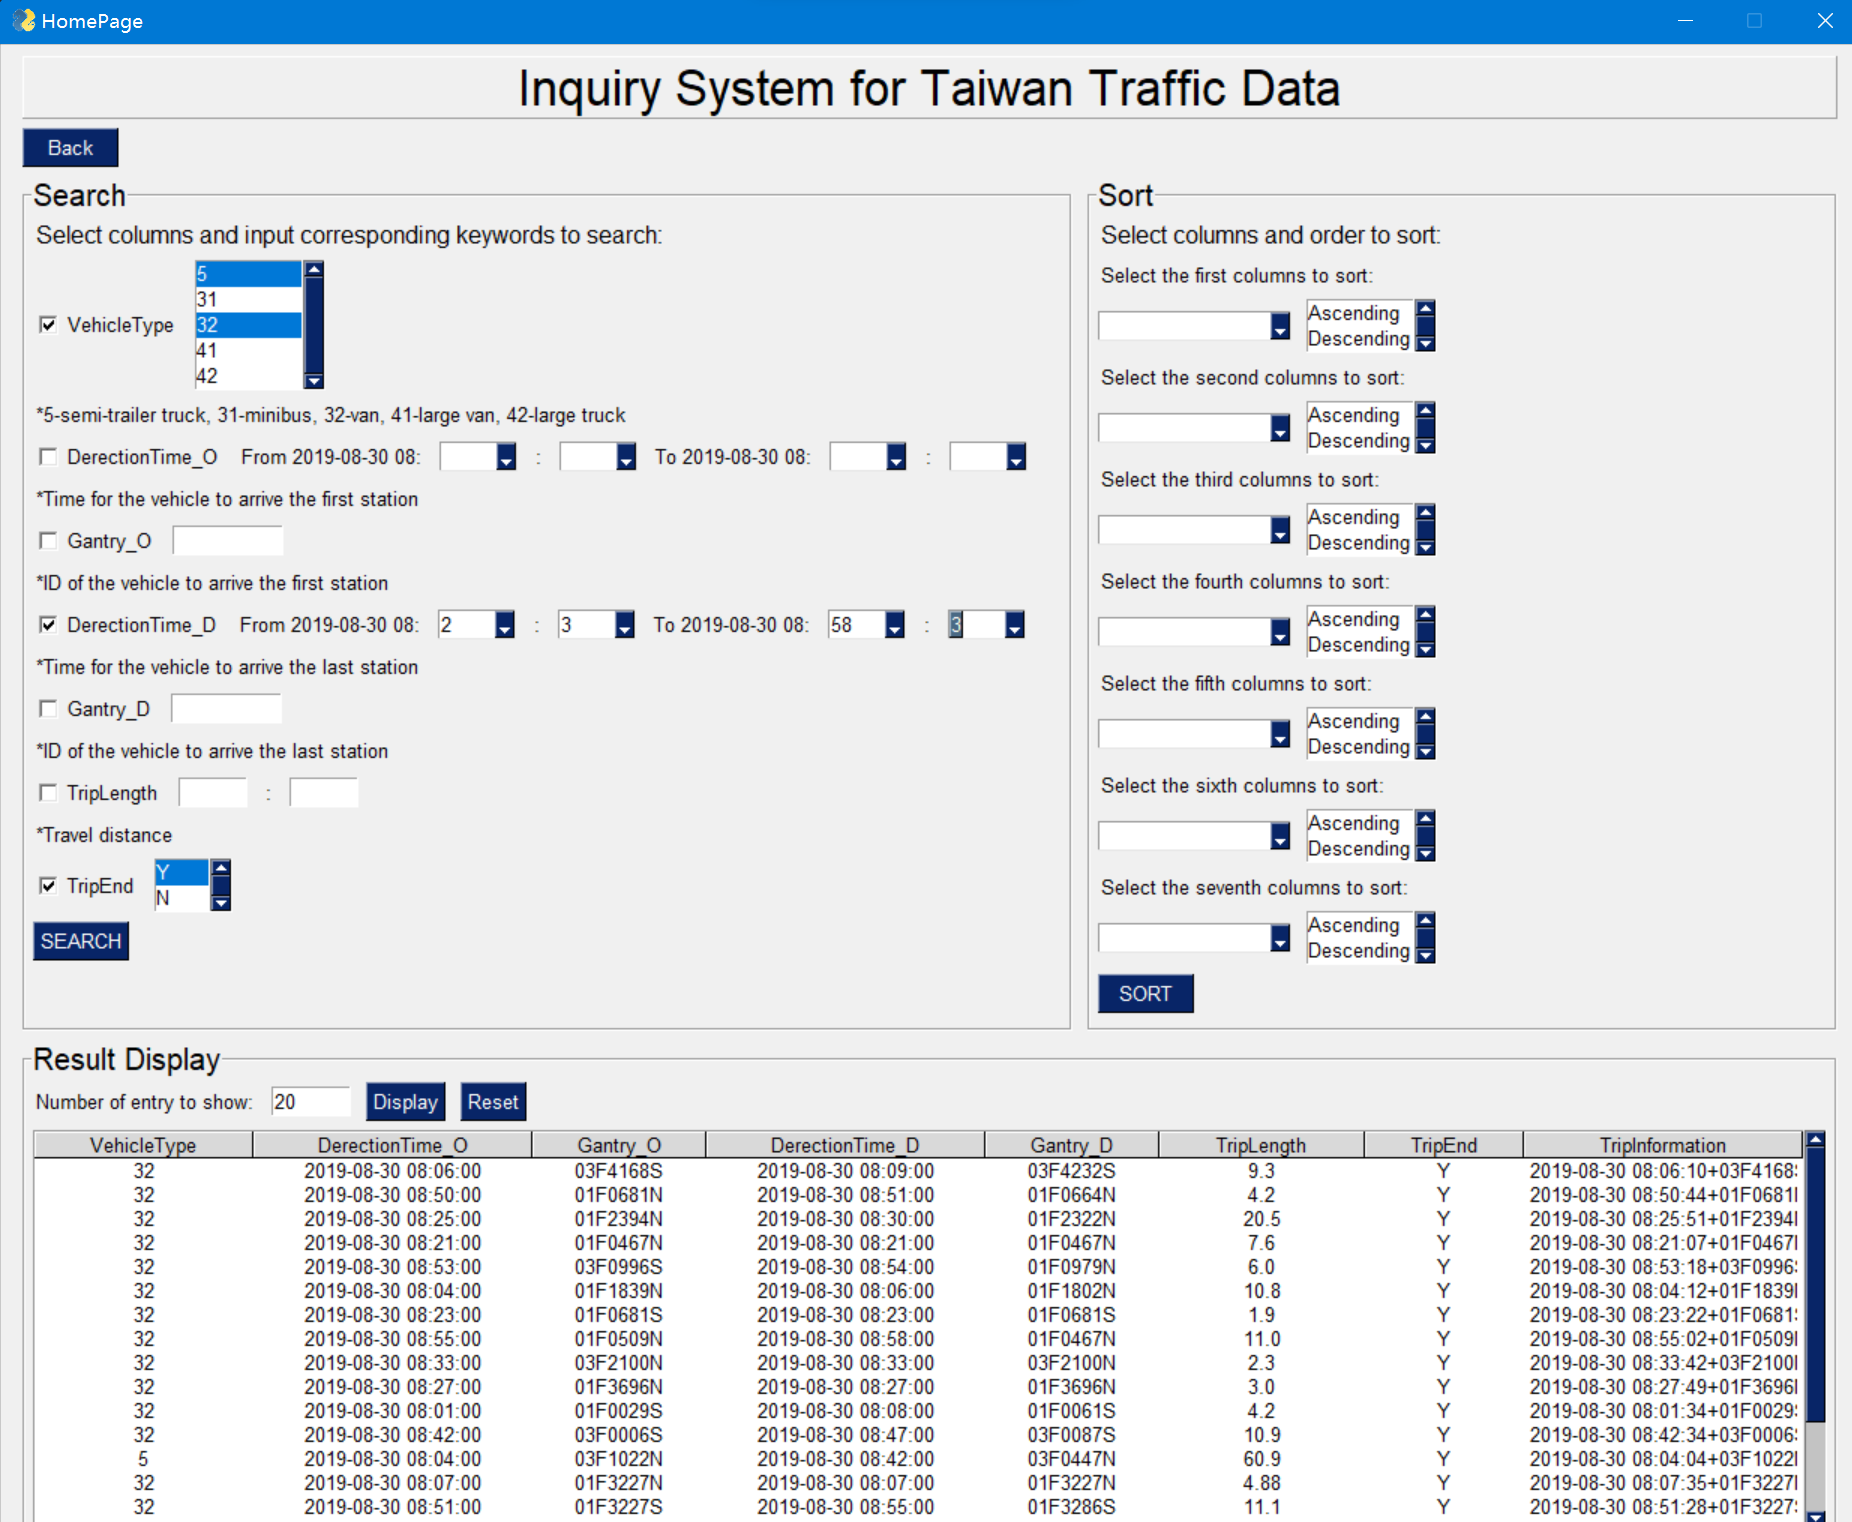 HomePage
Inquiry System for Taiwan Traffic Data
Back
Search
Select columns and input corresponding keywords to search:
VehicleType
5
31
32
41
42
*5-semi-trailer truck, 31-minibus, 32-van, 41-large van, 42-large truck
DerectionTime_O From 2019-08-30 08: : To 2019-08-30 08: :
*Time for the vehicle to arrive the first station
Gantry_O
*ID of the vehicle to arrive the first station
DerectionTime_D From 2019-08-30 08: 2 : 3 To 2019-08-30 08: 58 : 3
*Time for the vehicle to arrive the last station
Gantry_D
*ID of the vehicle to arrive the last station
TripLength :
*Travel distance
TripEnd
Y
N
SEARCH
Sort
Select columns and order to sort:
Select the first columns to sort:
Ascending
Descending
Select the second columns to sort:
Ascending
Descending
Select the third columns to sort:
Ascending
Descending
Select the fourth columns to sort:
Ascending
Descending
Select the fifth columns to sort:
Ascending
Descending
Select the sixth columns to sort:
Ascending
Descending
Select the seventh columns to sort:
Ascending
Descending
SORT
Result Display
Number of entry to show: 20 Display Reset
VehicleType DerectionTime_O Gantry_O DerectionTime_D Gantry_D TripLength TripEnd TripInformation
32 2019-08-30 08:06:00 03F4168S 2019-08-30 08:09:00 03F4232S 9.3 Y 2019-08-30 08:06:10+03F4168
32 2019-08-30 08:50:00 01F0681N 2019-08-30 08:51:00 01F0664N 4.2 Y 2019-08-30 08:50:44+01F0681
32 2019-08-30 08:25:00 01F2394N 2019-08-30 08:30:00 01F2322N 20.5 Y 2019-08-30 08:25:51+01F2394
32 2019-08-30 08:21:00 01F0467N 2019-08-30 08:21:00 01F0467N 7.6 Y 2019-08-30 08:21:07+01F0467
32 2019-08-30 08:53:00 03F0996S 2019-08-30 08:54:00 01F0979N 6.0 Y 2019-08-30 08:53:18+03F0996
32 2019-08-30 08:04:00 01F1839N 2019-08-30 08:06:00 01F1802N 10.8 Y 2019-08-30 08:04:12+01F1839
32 2019-08-30 08:23:00 01F0681S 2019-08-30 08:23:00 01F0681S 1.9 Y 2019-08-30 08:23:22+01F0681
32 2019-08-30 08:55:00 01F0509N 2019-08-30 08:58:00 01F0467N 11.0 Y 2019-08-30 08:55:02+01F0509
32 2019-08-30 08:33:00 03F2100N 2019-08-30 08:33:00 03F2100N 2.3 Y 2019-08-30 08:33:42+03F2100
32 2019-08-30 08:27:00 01F3696N 2019-08-30 08:27:00 01F3696N 3.0 Y 2019-08-30 08:27:49+01F3696
32 2019-08-30 08:01:00 01F0029S 2019-08-30 08:08:00 01F0061S 4.2 Y 2019-08-30 08:01:34+01F0029
32 2019-08-30 08:42:00 03F0006S 2019-08-30 08:47:00 03F0087S 10.9 Y 2019-08-30 08:42:34+03F0006
5 2019-08-30 08:04:00 03F1022N 2019-08-30 08:42:00 03F0447N 60.9 Y 2019-08-30 08:04:04+03F1022
32 2019-08-30 08:07:00 01F3227N 2019-08-30 08:07:00 01F3227N 4.88 Y 2019-08-30 08:07:35+01F3227
32 2019-08-30 08:51:00 01F3227S 2019-08-30 08:55:00 01F3286S 11.1 Y 2019-08-30 08:51:28+01F3227